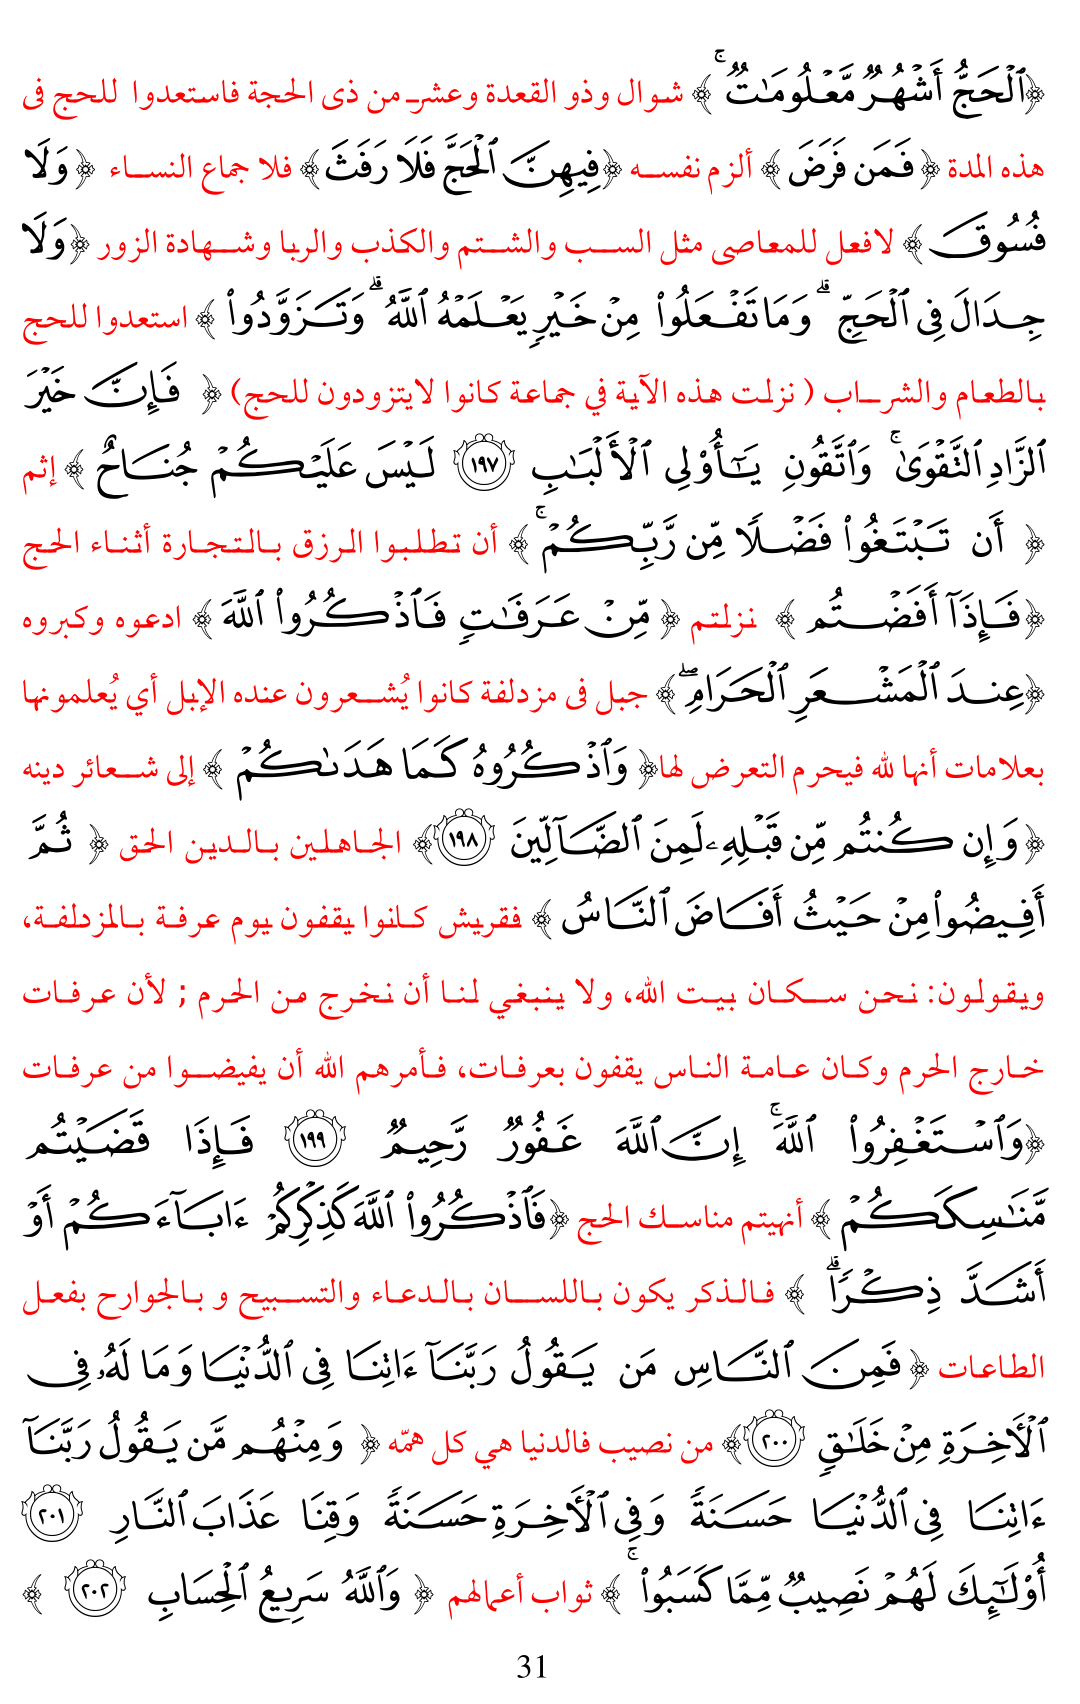 ﴿ٱلۡحَجُّ أَشۡهُرٞ مَّعۡلُومَٰتٞۚ ﴾ شوال وذو القعدة وعشر من ذى الحجة فاستعدوا للحج فى
هذه المدة ﴿ فَمَن فَرَضَ ﴾ ألزم نفسه ﴿فِيهِنَّ ٱلۡحَجَّ فَلَا رَفَثَ ﴾ فلا جماع النساء ﴿ وَلَا
فُسُوقَ ﴾ لافعل للمعاصى مثل السب والشتم والكذب والربا وشهادة الزور ﴿وَلَا
جِدَالَ فِي ٱلۡحَجِّۗ وَمَا تَفۡعَلُواْ مِنۡ خَيۡرٖ يَعۡلَمۡهُ ٱللَّهُۗ وَتَزَوَّدُواْ ﴾ استعدوا للحج
بالطعام والشراب ( نزلت هذه الآية في جماعة كانوا لايتزودون للحج) ﴿ فَإِنَّ خَيۡرَ
ٱلزَّادِ ٱلتَّقۡوَىٰۚ وَٱتَّقُونِ يَٰٓأُوْلِي ٱلۡأَلۡبَٰبِ ١٩٧ لَيۡسَ عَلَيۡكُمۡ جُنَاحٌ ﴾ إثم
﴿ أَن تَبۡتَغُواْ فَضۡلٗا مِّن رَّبِّكُمۡۚ ﴾ أن تطلبوا الرزق بالتجارة أثناء الحج
﴿فَإِذَآ أَفَضۡتُم ﴾ نزلتم ﴿ مِّنۡ عَرَفَٰتٖ فَٱذۡكُرُواْ ٱللَّهَ ﴾ ادعوه وكبروه
﴿عِندَ ٱلۡمَشۡعَرِ ٱلۡحَرَامِۖ ﴾ جبل فى مزدلفة كانوا يُشعرون عنده الإبل أي يُعلمونها
بعلامات أنها لله فيحرم التعرض لها﴿ وَٱذۡكُرُوهُ كَمَا هَدَىٰكُمۡ ﴾ إلى شعائر دينه
﴿ وَإِن كُنتُم مِّن قَبۡلِهِۦ لَمِنَ ٱلضَّآلِّينَ ١٩٨﴾ الجاهلين بالدين الحق ﴿ ثُمَّ
أَفِيضُواْ مِنۡ حَيۡثُ أَفَاضَ ٱلنَّاسُ ﴾ فقريش كانوا يقفون يوم عرفة بالمزدلفة،
ويقولون: نحن سكان بيت الله، ولا ينبغي لنا أن نخرج من الحرم ; لأن عرفات
خارج الحرم وكان عامة الناس يقفون بعرفات، فأمرهم الله أن يفيضوا من عرفات
﴿وَٱسۡتَغۡفِرُواْ ٱللَّهَۚ إِنَّ ٱللَّهَ غَفُورٞ رَّحِيمٞ ١٩٩ فَإِذَا قَضَيۡتُم
مَّنَٰسِكَكُمۡ ﴾ أنهيتم مناسك الحج ﴿فَٱذۡكُرُواْ ٱللَّهَ كَذِكۡرِكُمۡ ءَابَآءَكُمۡ أَوۡ
أَشَدَّ ذِكۡرٗاۗ ﴾ فالذكر يكون باللسان بالدعاء والتسبيح و بالجوارح بفعل
الطاعات ﴿ فَمِنَ ٱلنَّاسِ مَن يَقُولُ رَبَّنَآ ءَاتِنَا فِي ٱلدُّنۡيَا وَمَا لَهُۥ فِي
ٱلۡأٓخِرَةِ مِنۡ خَلَٰقٖ ٢٠٠﴾ من نصيب فالدنيا هي كل همّه ﴿ وَمِنۡهُم مَّن يَقُولُ رَبَّنَآ
ءَاتِنَا فِي ٱلدُّنۡيَا حَسَنَةٗ وَفِي ٱلۡأٓخِرَةِ حَسَنَةٗ وَقِنَا عَذَابَ ٱلنَّارِ ٢٠١
أُوْلَٰٓئِكَ لَهُمۡ نَصِيبٞ مِّمَّا كَسَبُواْۚ ﴾ ثواب أعمالهم ﴿ وَٱللَّهُ سَرِيعُ ٱلۡحِسَابِ ٢٠٢ ﴾
31